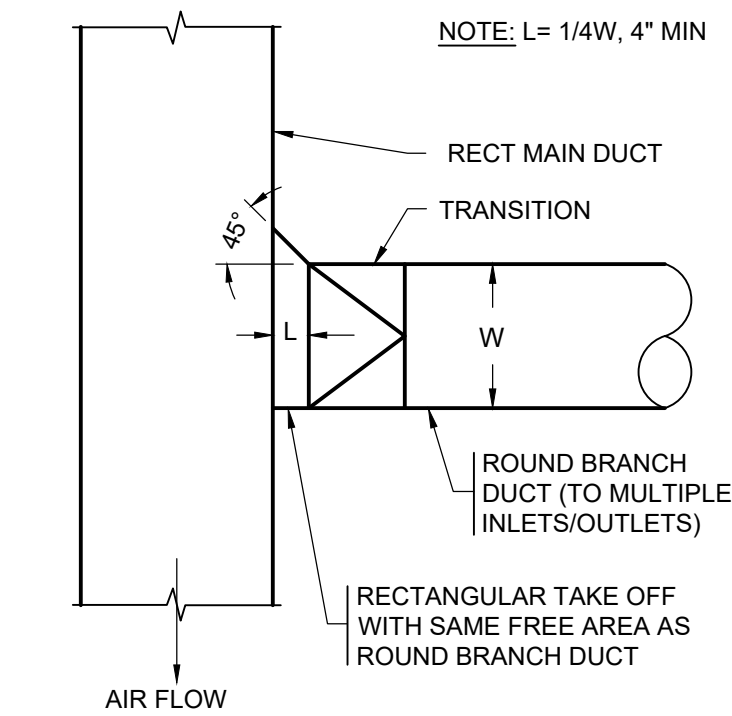 NOTE: L= 1/4W, 4" MIN
RECT MAIN DUCT
TRANSITION
45°
L
W
ROUND BRANCH
DUCT (TO MULTIPLE
INLETS/OUTLETS)
RECTANGULAR TAKE OFF
WITH SAME FREE AREA AS
ROUND BRANCH DUCT
AIR FLOW